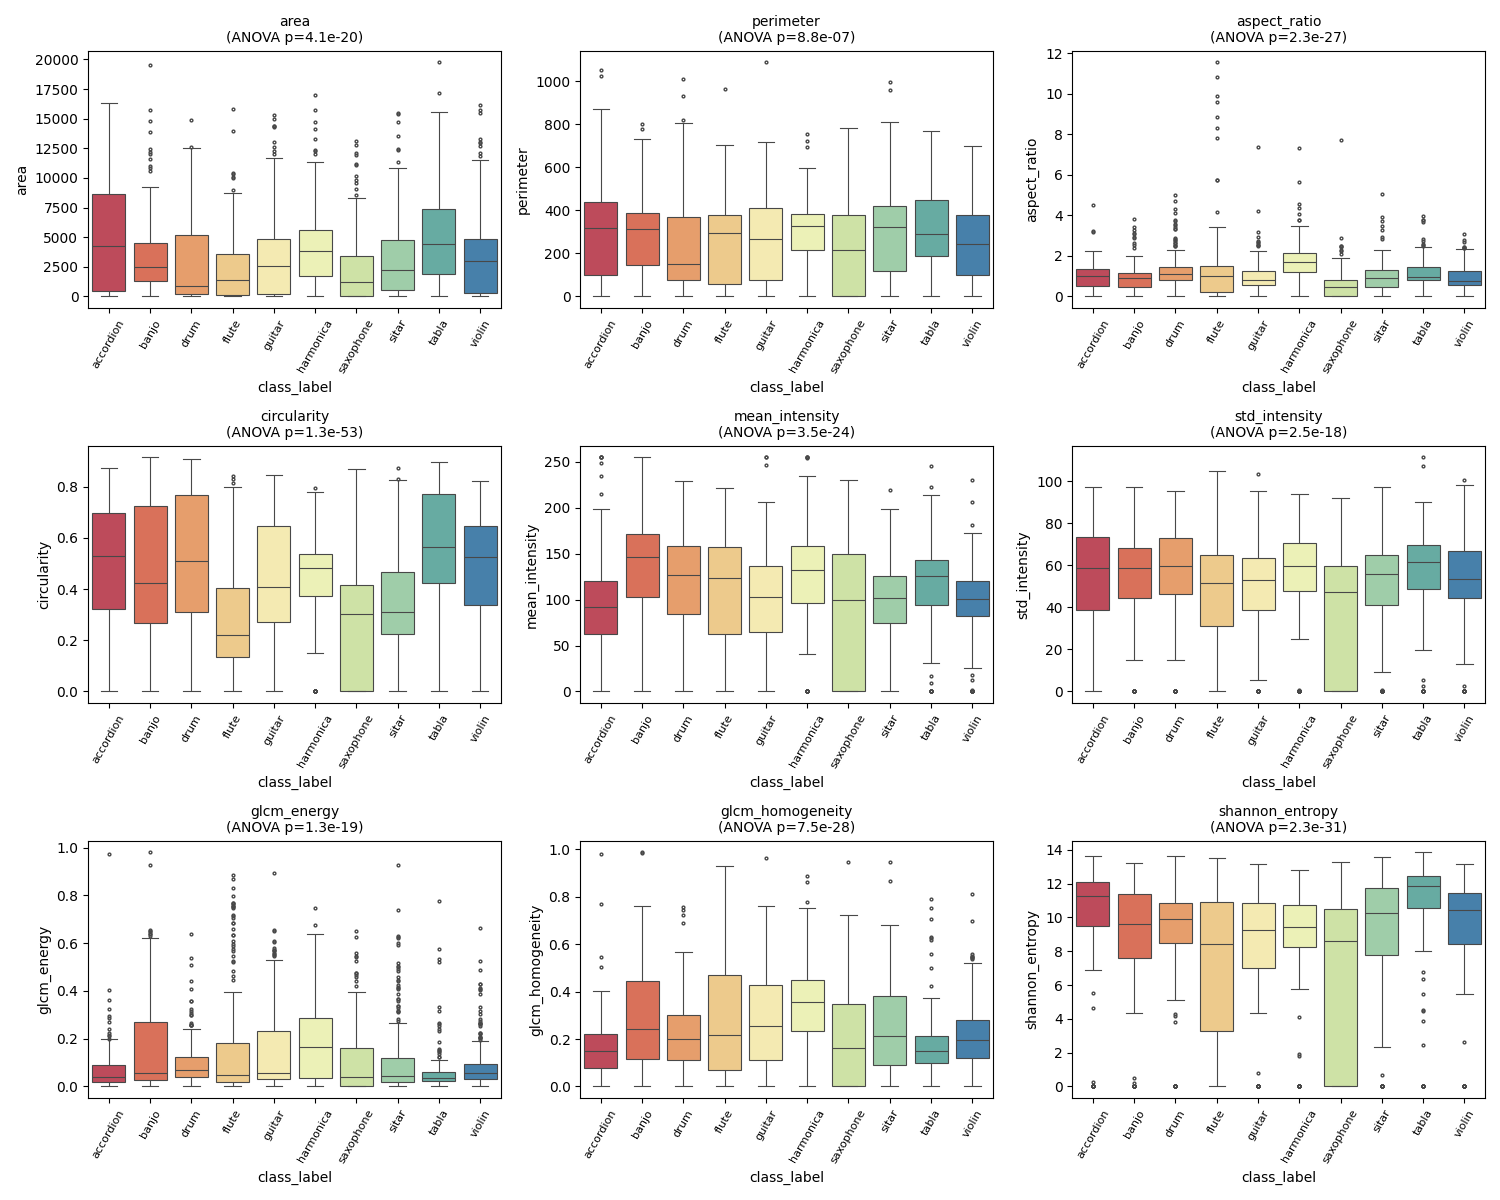 area
(ANOVA p=4.1e-20)
20000
17500
15000
12500
10000
7500
5000
2500
0
area
accordion
banjo
drum
flute
guitar
harmonica
saxophone
sitar
tabla
violin
class_label
perimeter
(ANOVA p=8.8e-07)
1000
800
600
400
200
0
perimeter
accordion
banjo
drum
flute
guitar
harmonica
saxophone
sitar
tabla
violin
class_label
aspect_ratio
(ANOVA p=2.3e-27)
12
10
8
6
4
2
0
aspect_ratio
accordion
banjo
drum
flute
guitar
harmonica
saxophone
sitar
tabla
violin
class_label
circularity
(ANOVA p=1.3e-53)
0.8
0.6
0.4
0.2
0.0
circularity
accordion
banjo
drum
flute
guitar
harmonica
saxophone
sitar
tabla
violin
class_label
mean_intensity
(ANOVA p=3.5e-24)
250
200
150
100
50
0
mean_intensity
accordion
banjo
drum
flute
guitar
harmonica
saxophone
sitar
tabla
violin
class_label
std_intensity
(ANOVA p=2.5e-18)
100
80
60
40
20
0
std_intensity
accordion
banjo
drum
flute
guitar
harmonica
saxophone
sitar
tabla
violin
class_label
glcm_energy
(ANOVA p=1.3e-19)
1.0
0.8
0.6
0.4
0.2
0.0
glcm_energy
accordion
banjo
drum
flute
guitar
harmonica
saxophone
sitar
tabla
violin
class_label
glcm_homogeneity
(ANOVA p=7.5e-28)
1.0
0.8
0.6
0.4
0.2
0.0
glcm_homogeneity
accordion
banjo
drum
flute
guitar
harmonica
saxophone
sitar
tabla
violin
class_label
shannon_entropy
(ANOVA p=2.3e-31)
14
12
10
8
6
4
2
0
shannon_entropy
accordion
banjo
drum
flute
guitar
harmonica
saxophone
sitar
tabla
violin
class_label